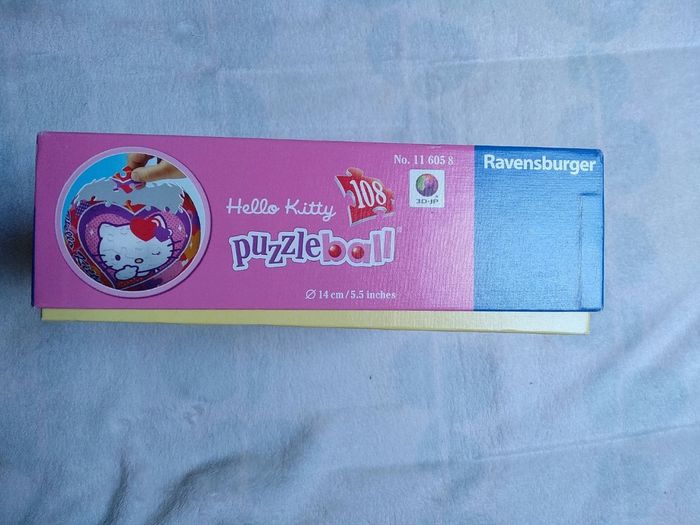 No. 11 605 8
Ravensburger
Hello Kitty
108
3D-JP
puzzleball
Ø 14 cm/5.5 inches